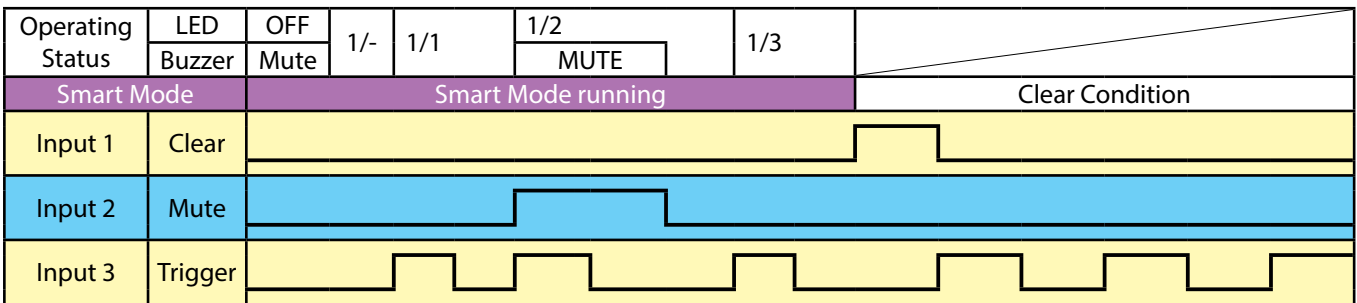 Operating Status LED OFF 1/- 1/1 1/2 1/3
Buzzer Mute MUTE
Smart Mode Smart Mode running Clear Condition
Input 1 Clear
Input 2 Mute
Input 3 Trigger